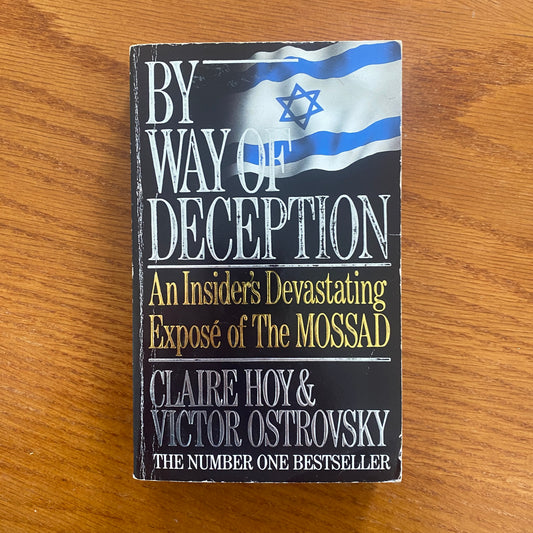 BY
WAY OF
DECEPTION
An Insider's Devastating
Exposé of The MOSSAD
CLAIRE HOY &
VICTOR OSTROVSKY
THE NUMBER ONE BESTSELLER